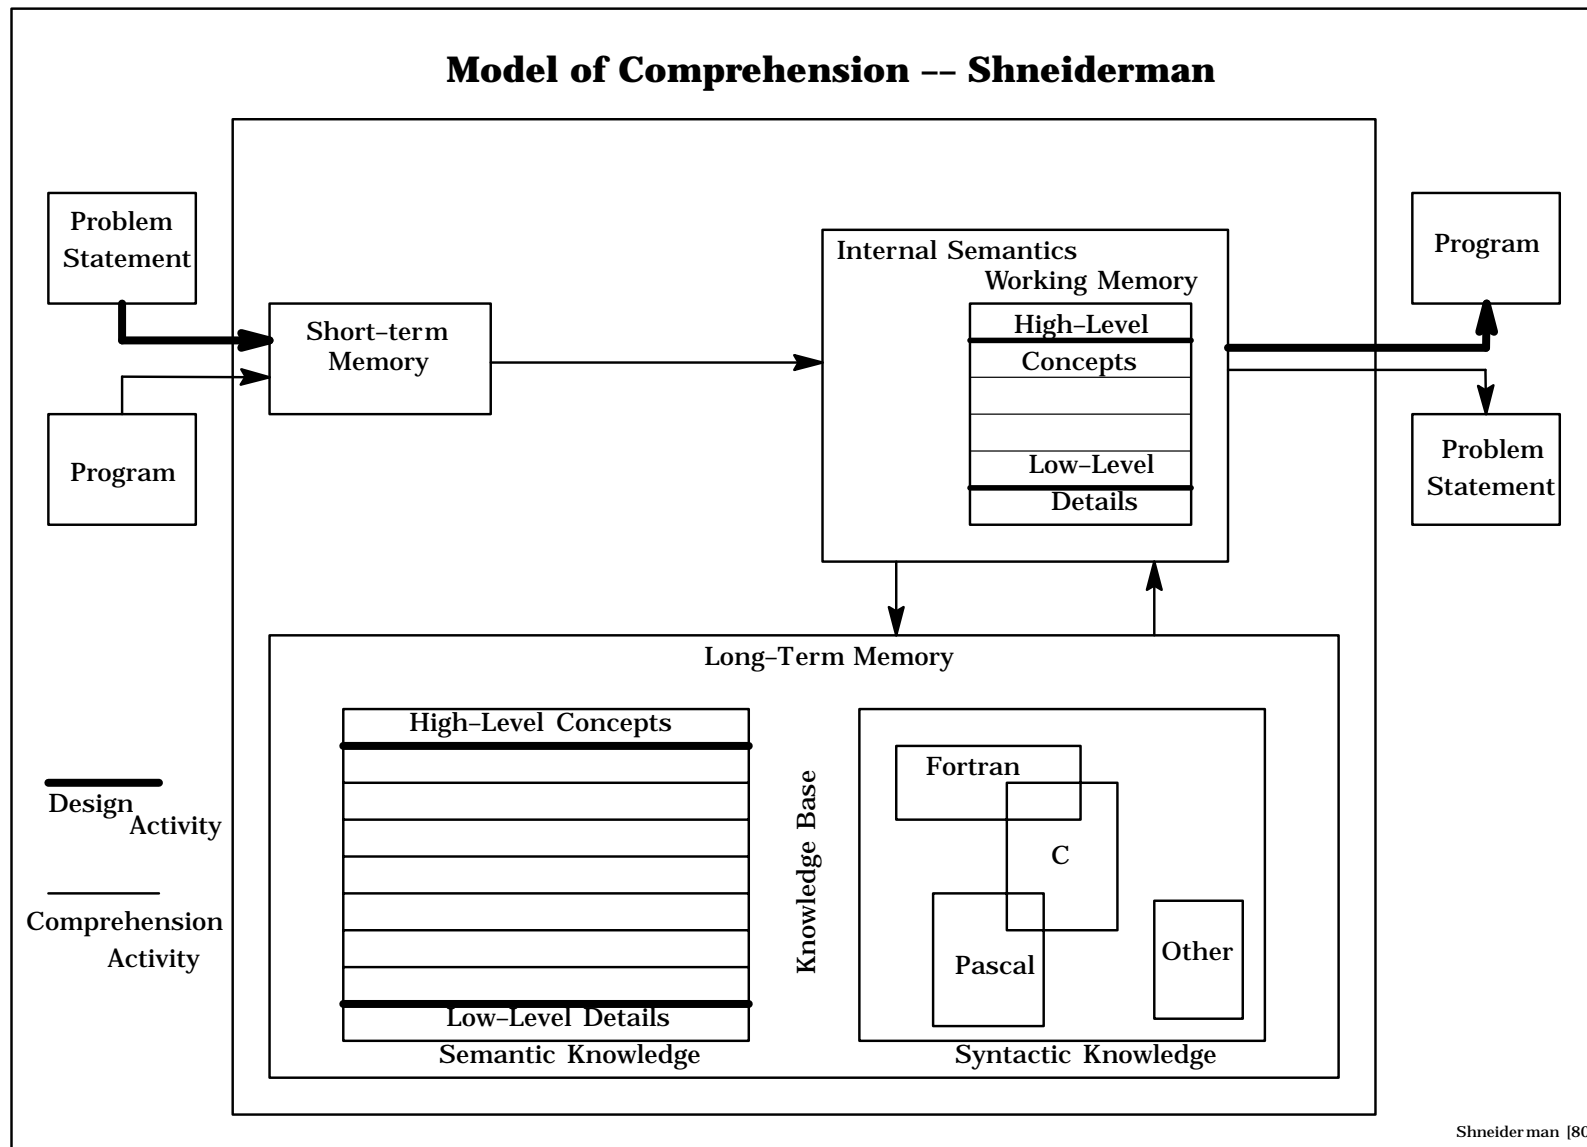 Model of Comprehension -- Shneiderman
Problem
Statement
Program
Short-term
Memory
Internal Semantics
Working Memory
High-Level
Concepts
Low-Level
Details
Program
Problem
Statement
Long-Term Memory
High-Level Concepts
Low-Level Details
Semantic Knowledge
Knowledge Base
Fortran
C
Pascal
Other
Syntactic Knowledge
Design
Activity
Comprehension
Activity
Shneiderman [80